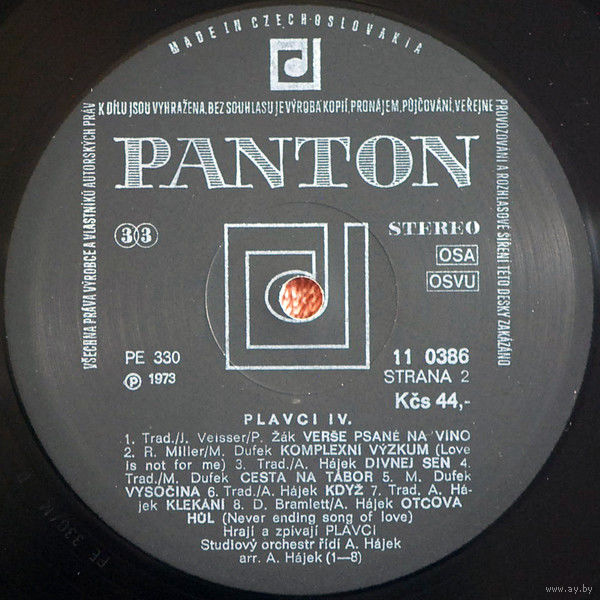 MADE IN CZECHOSLOVAKIA
VŠECHNA PRÁVA VÝROBCE A VLASTNÍKŮ AUTORSKÝCH PRÁV
K DÍLU JSOU VYHRAŽENA. BEZ SOUHLASU JE VÝROBA KOPIÍ, PRONÁJEM, PŮJČOVÁNÍ, VEŘEJNÉ
PROVOZOVÁNÍ A ROZHLASOVÉ ŠÍŘENÍ TÉTO DESKY ZAKÁZÁNO
PANTON
33
STEREO
OSA
OSVU
PE 330
Ⓟ 1973
11 0386
STRANA 2
Kčs 44,-
PLAVCI IV.
1. Trad./J. Veisser/P. Žák VERŠE PSANÉ NA VÍNO
2. R. Miller/M. Dufek KOMPLEXNÍ VÝZKUM (Love
is not for me) 3. Trad./A. Hájek DIVNEJ SEN 4.
Trad./M. Dufek CESTA NA TÁBOR 5. M. Dufek
VYSOČINA 6. Trad./A. Hájek KDYŽ 7. Trad. A. Há-
jek KLEKÁNÍ 8. D. Bramlett/A. Hájek OTCOVA
HŮL (Never ending song of love)
Hrají a zpívají PLAVCI
Studiový orchestr řídí A. Hájek
arr. A. Hájek (1—8)
www.ay.by